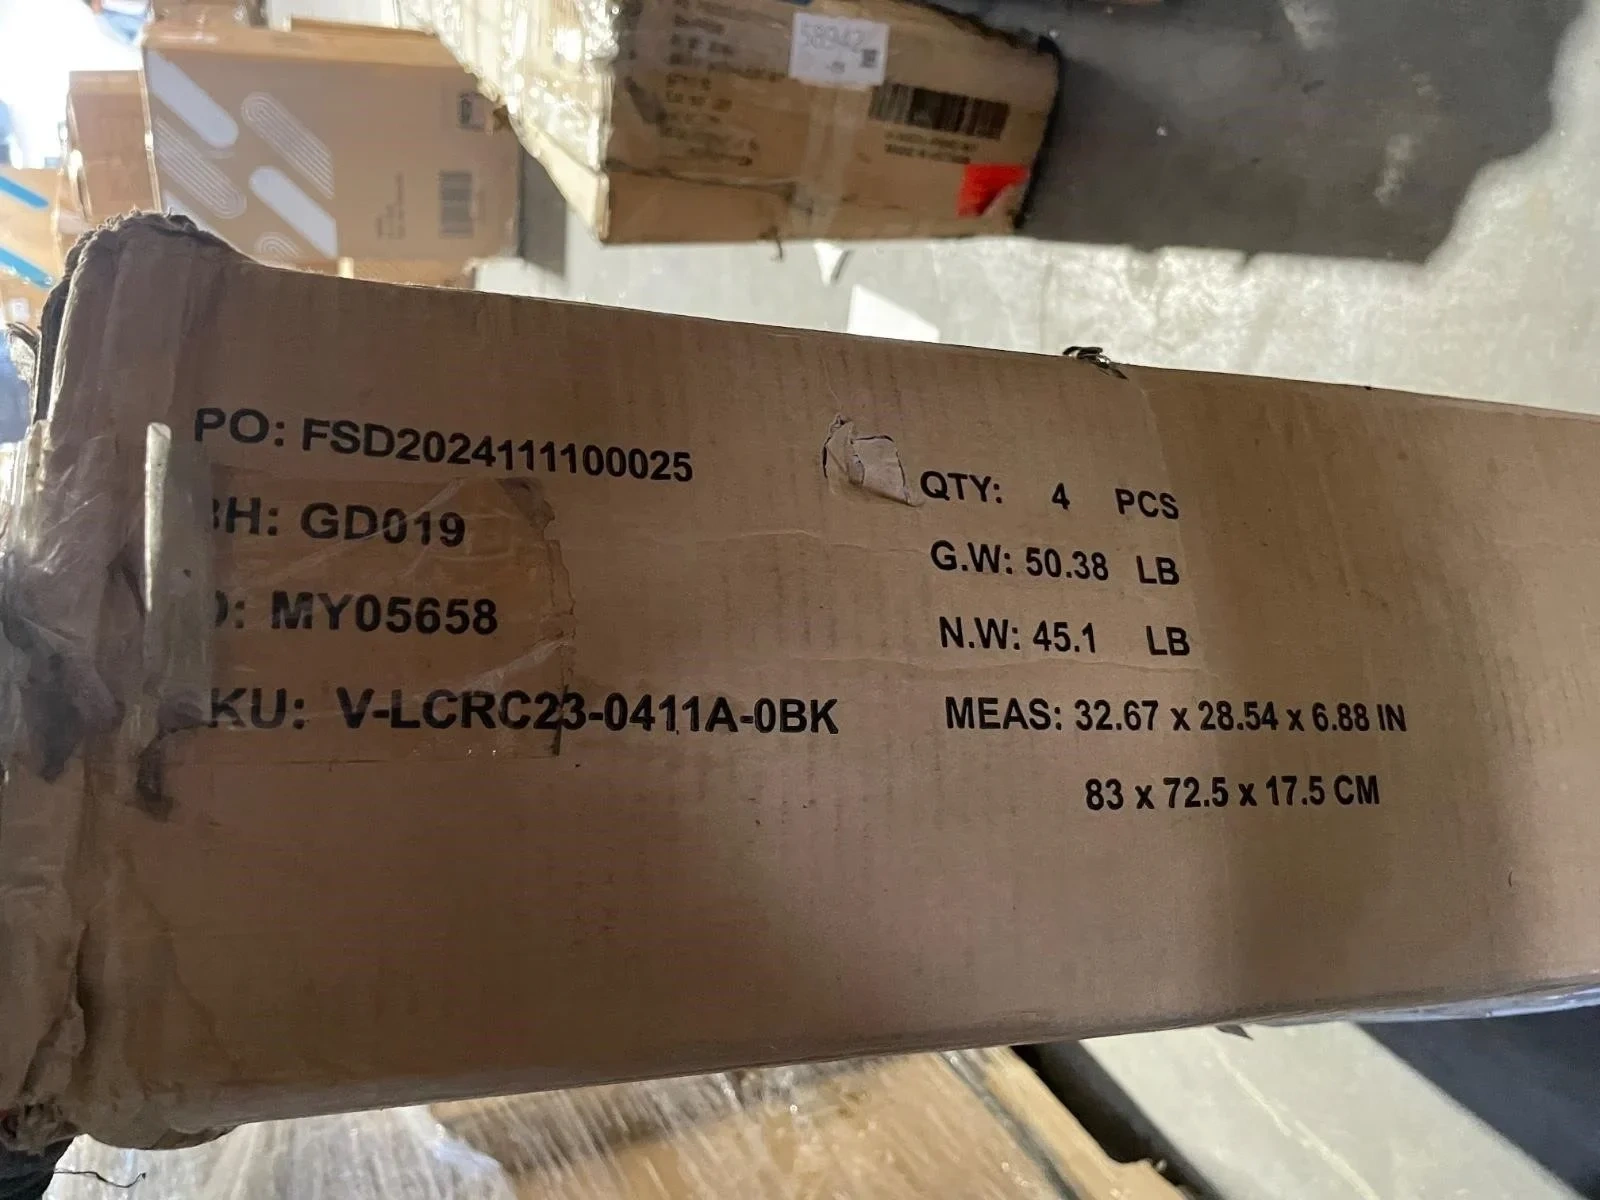 58942
PO: FSD2024111100025
H: GD019
: MY05658
KU: V-LCRC23-0411A-0BK
QTY: 4 PCS
G.W: 50.38 LB
N.W: 45.1 LB
MEAS: 32.67 x 28.54 x 6.88 IN
83 x 72.5 x 17.5 CM